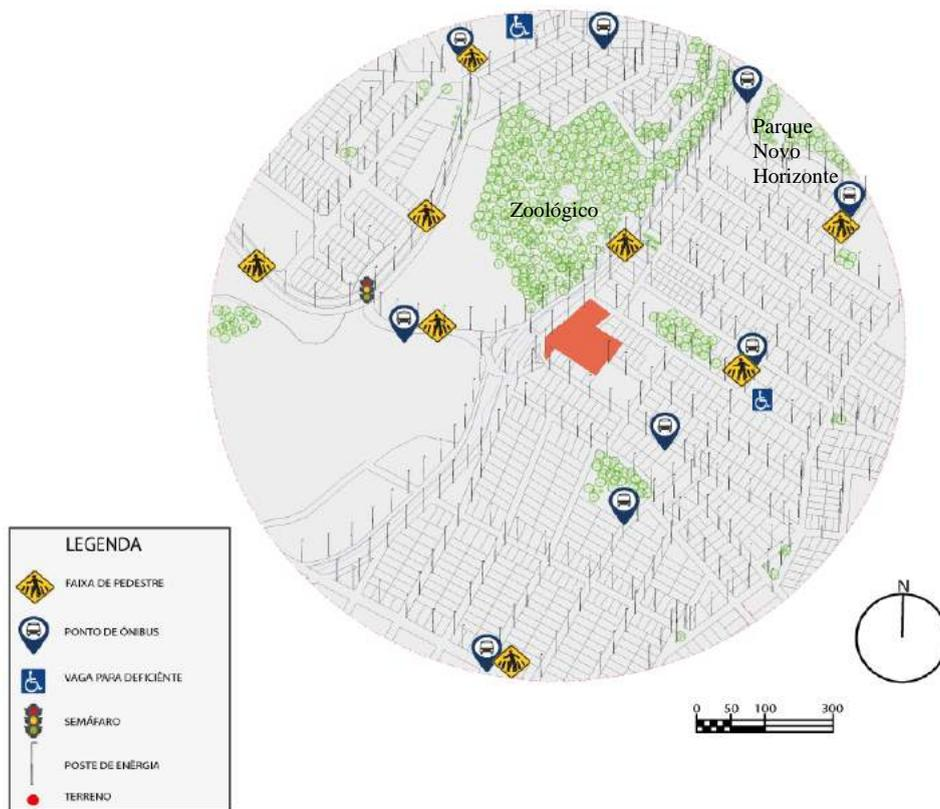 Parque
Novo
Horizonte
Zoológico
LEGENDA
FAIXA DE PEDESTRE
PONTO DE ÔNIBUS
VAGA PARA DEFICIÊNTE
SEMÁFARO
POSTE DE ENÊRGIA
TERRENO
N
0 50 100 300